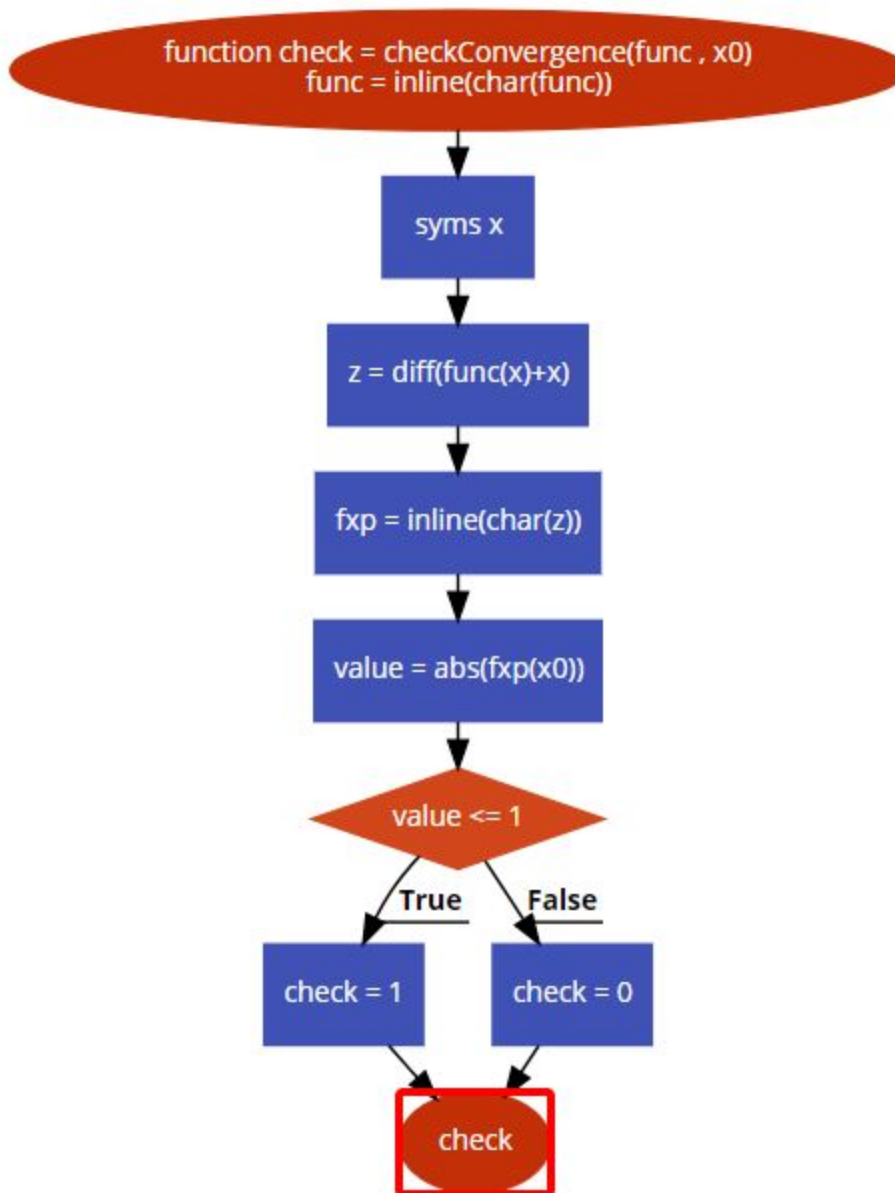 function check = checkConvergence(func , x0)
func = inline(char(func))
syms x
z = diff(func(x)+x)
fxp = inline(char(z))
value = abs(fxp(x0))
value <= 1
True
False
check = 1
check = 0
check